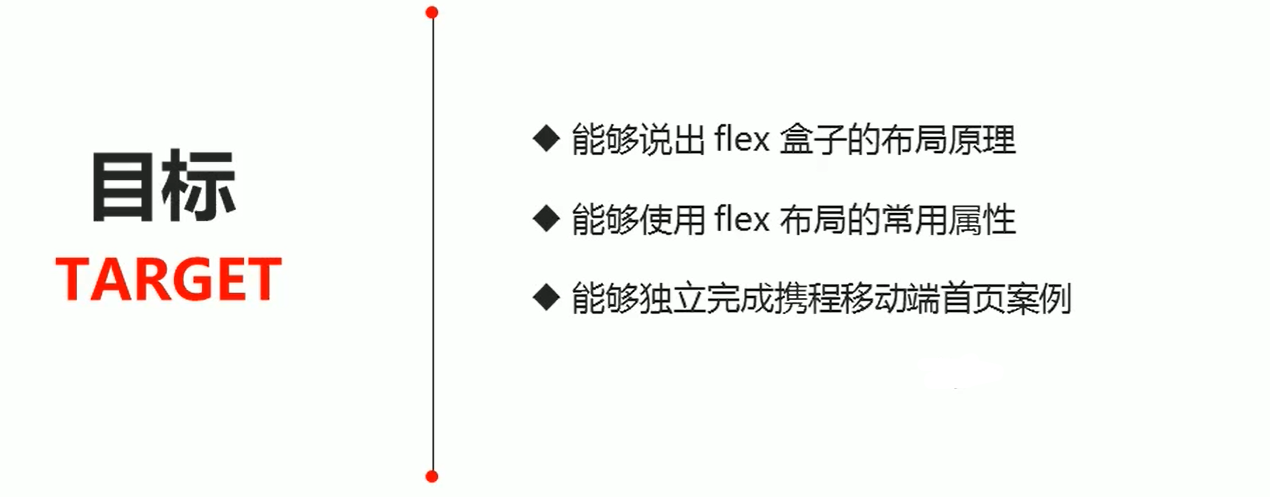 目标
TARGET
◆ 能够说出 flex 盒子的布局原理
◆ 能够使用 flex 布局的常用属性
◆ 能够独立完成携程移动端首页案例